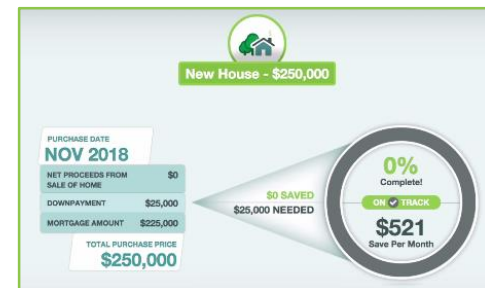 New House - $250,000
PURCHASE DATE
NOV 2018
NET PROCEEDS FROM SALE OF HOME $0
DOWNPAYMENT $25,000
MORTGAGE AMOUNT $225,000
TOTAL PURCHASE PRICE
$250,000
$0 SAVED
$25,000 NEEDED
0%
Complete!
ON TRACK
$521
Save Per Month